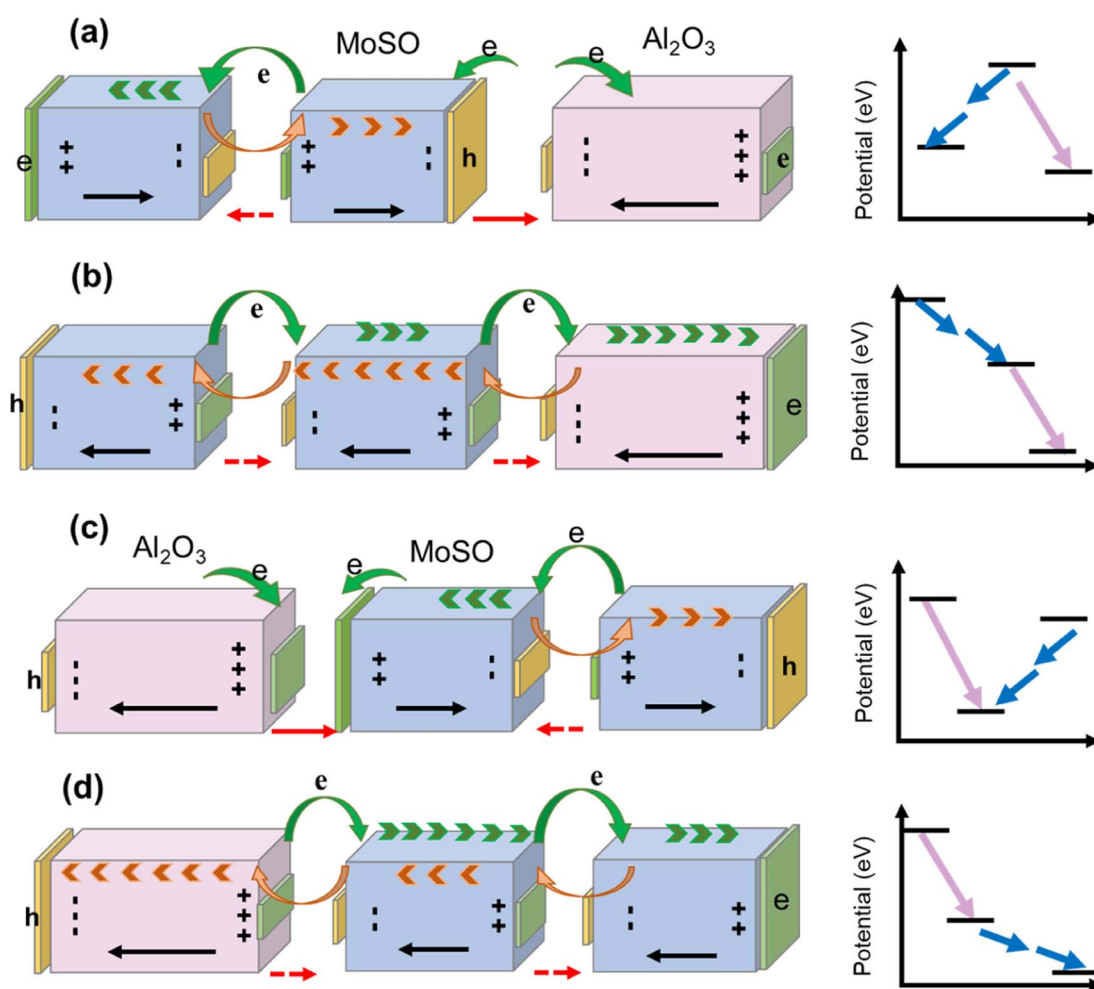 (a) MoSO Al₂O₃
e e e
e ++ -- ++ -- h --- +++ e
Potential (eV)
(b)
e e
h -- ++ -- ++ --- +++ e
Potential (eV)
(c) Al₂O₃ MoSO
e e e
h --- +++ ++ -- ++ -- h
Potential (eV)
(d)
e e
h --- +++ -- ++ -- ++ e
Potential (eV)